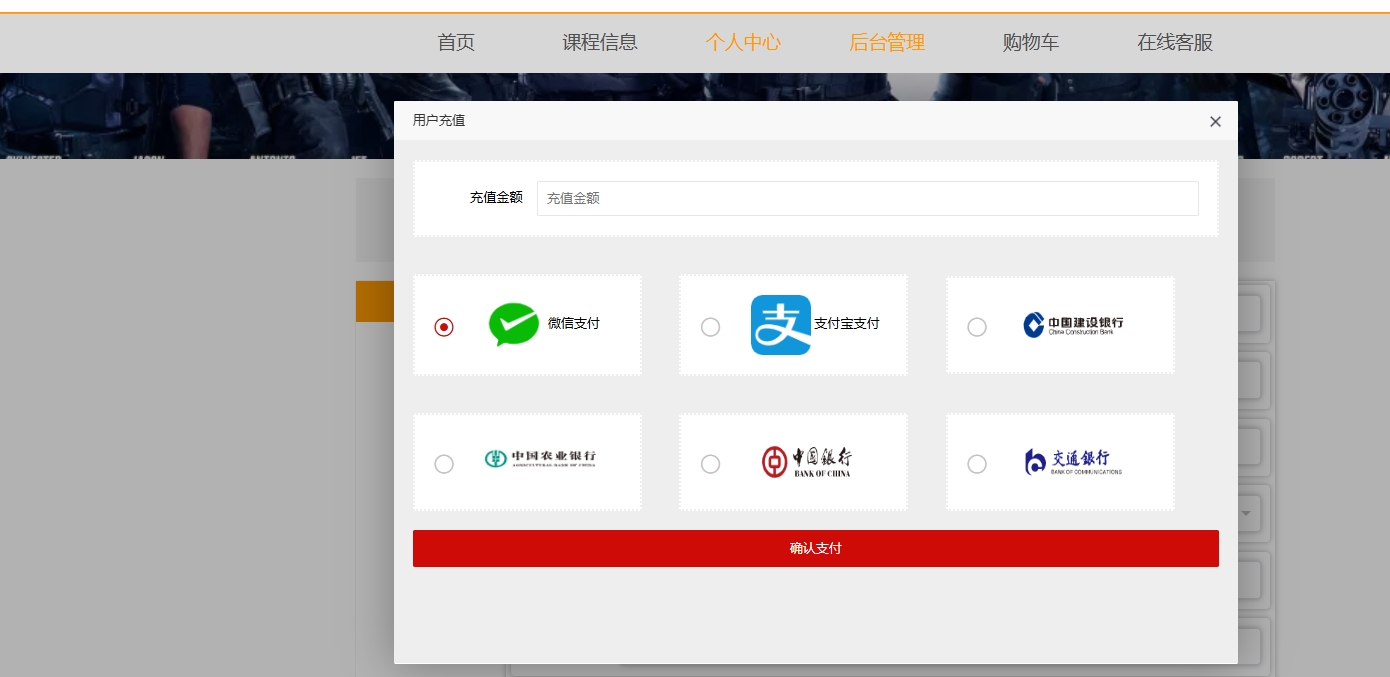 首页 课程信息 个人中心 后台管理 购物车 在线客服
用户充值 ×
充值金额 充值金额
微信支付 支付宝支付 中国建设银行
China Construction Bank
中国农业银行 中国银行 交通银行
AGRICULTURAL BANK OF CHINA BANK OF CHINA BANK OF COMMUNICATIONS
确认支付